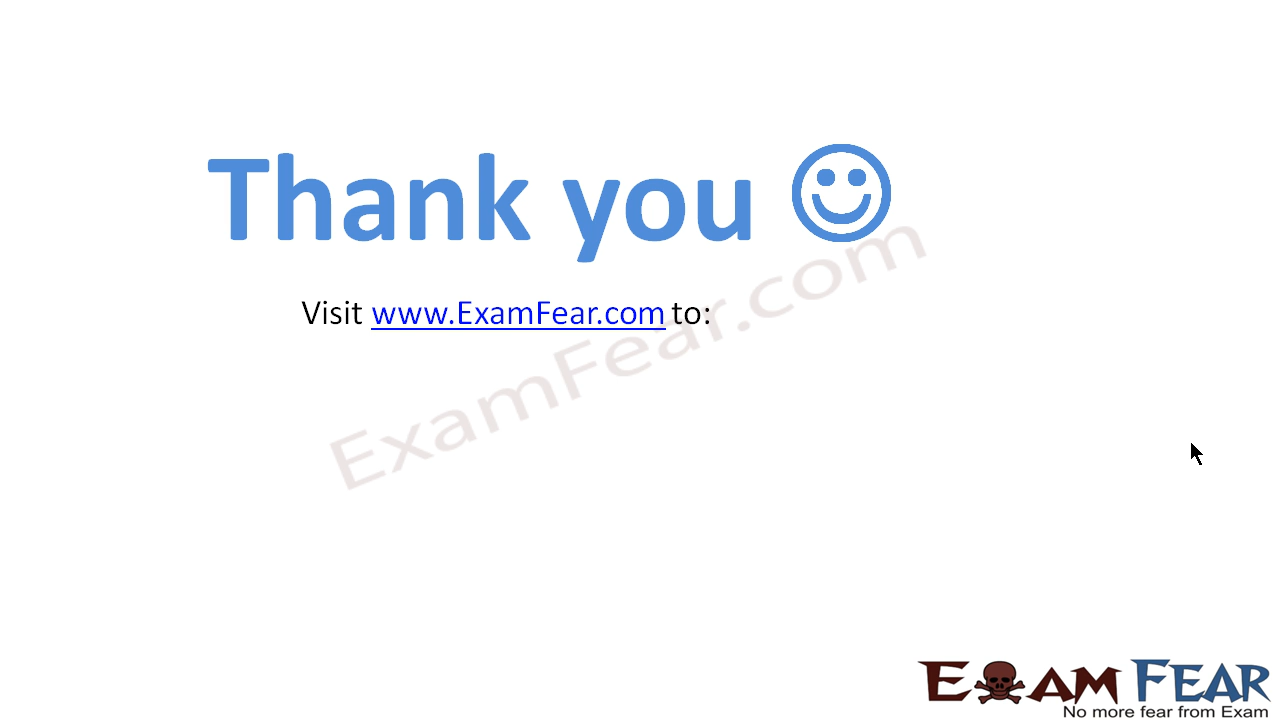 Thank you ☺
Visit www.ExamFear.com to:
ExamFear.com
EXAM FEAR
No more fear from Exam